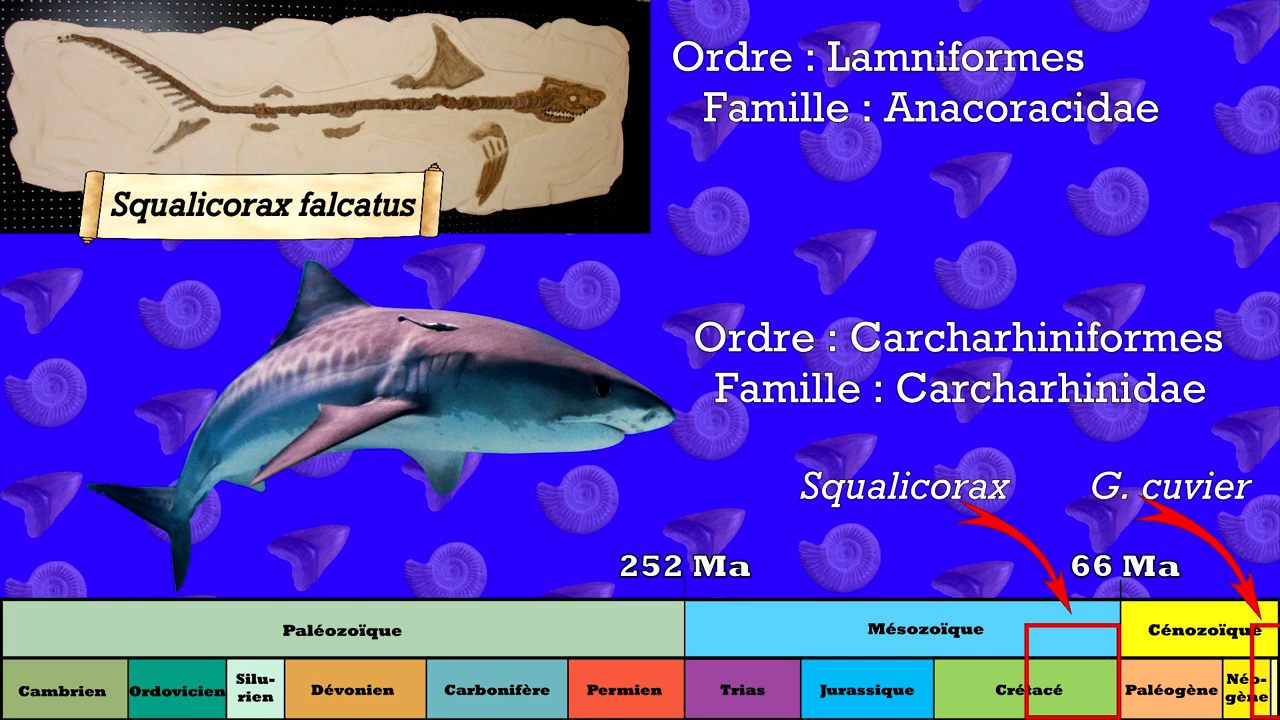 Ordre : Lamniformes
Famille : Anacoracidae
Squalicorax falcatus
Ordre : Carcharhiniformes
Famille : Carcharhinidae
Squalicorax
G. cuvier
252 Ma
66 Ma
Paléozoïque
Mésozoïque
Cénozoïque
Cambrien
Ordovicien
Silu-
rien
Dévonien
Carbonifère
Permien
Trias
Jurassique
Crétacé
Paléogène
Néo-
gène